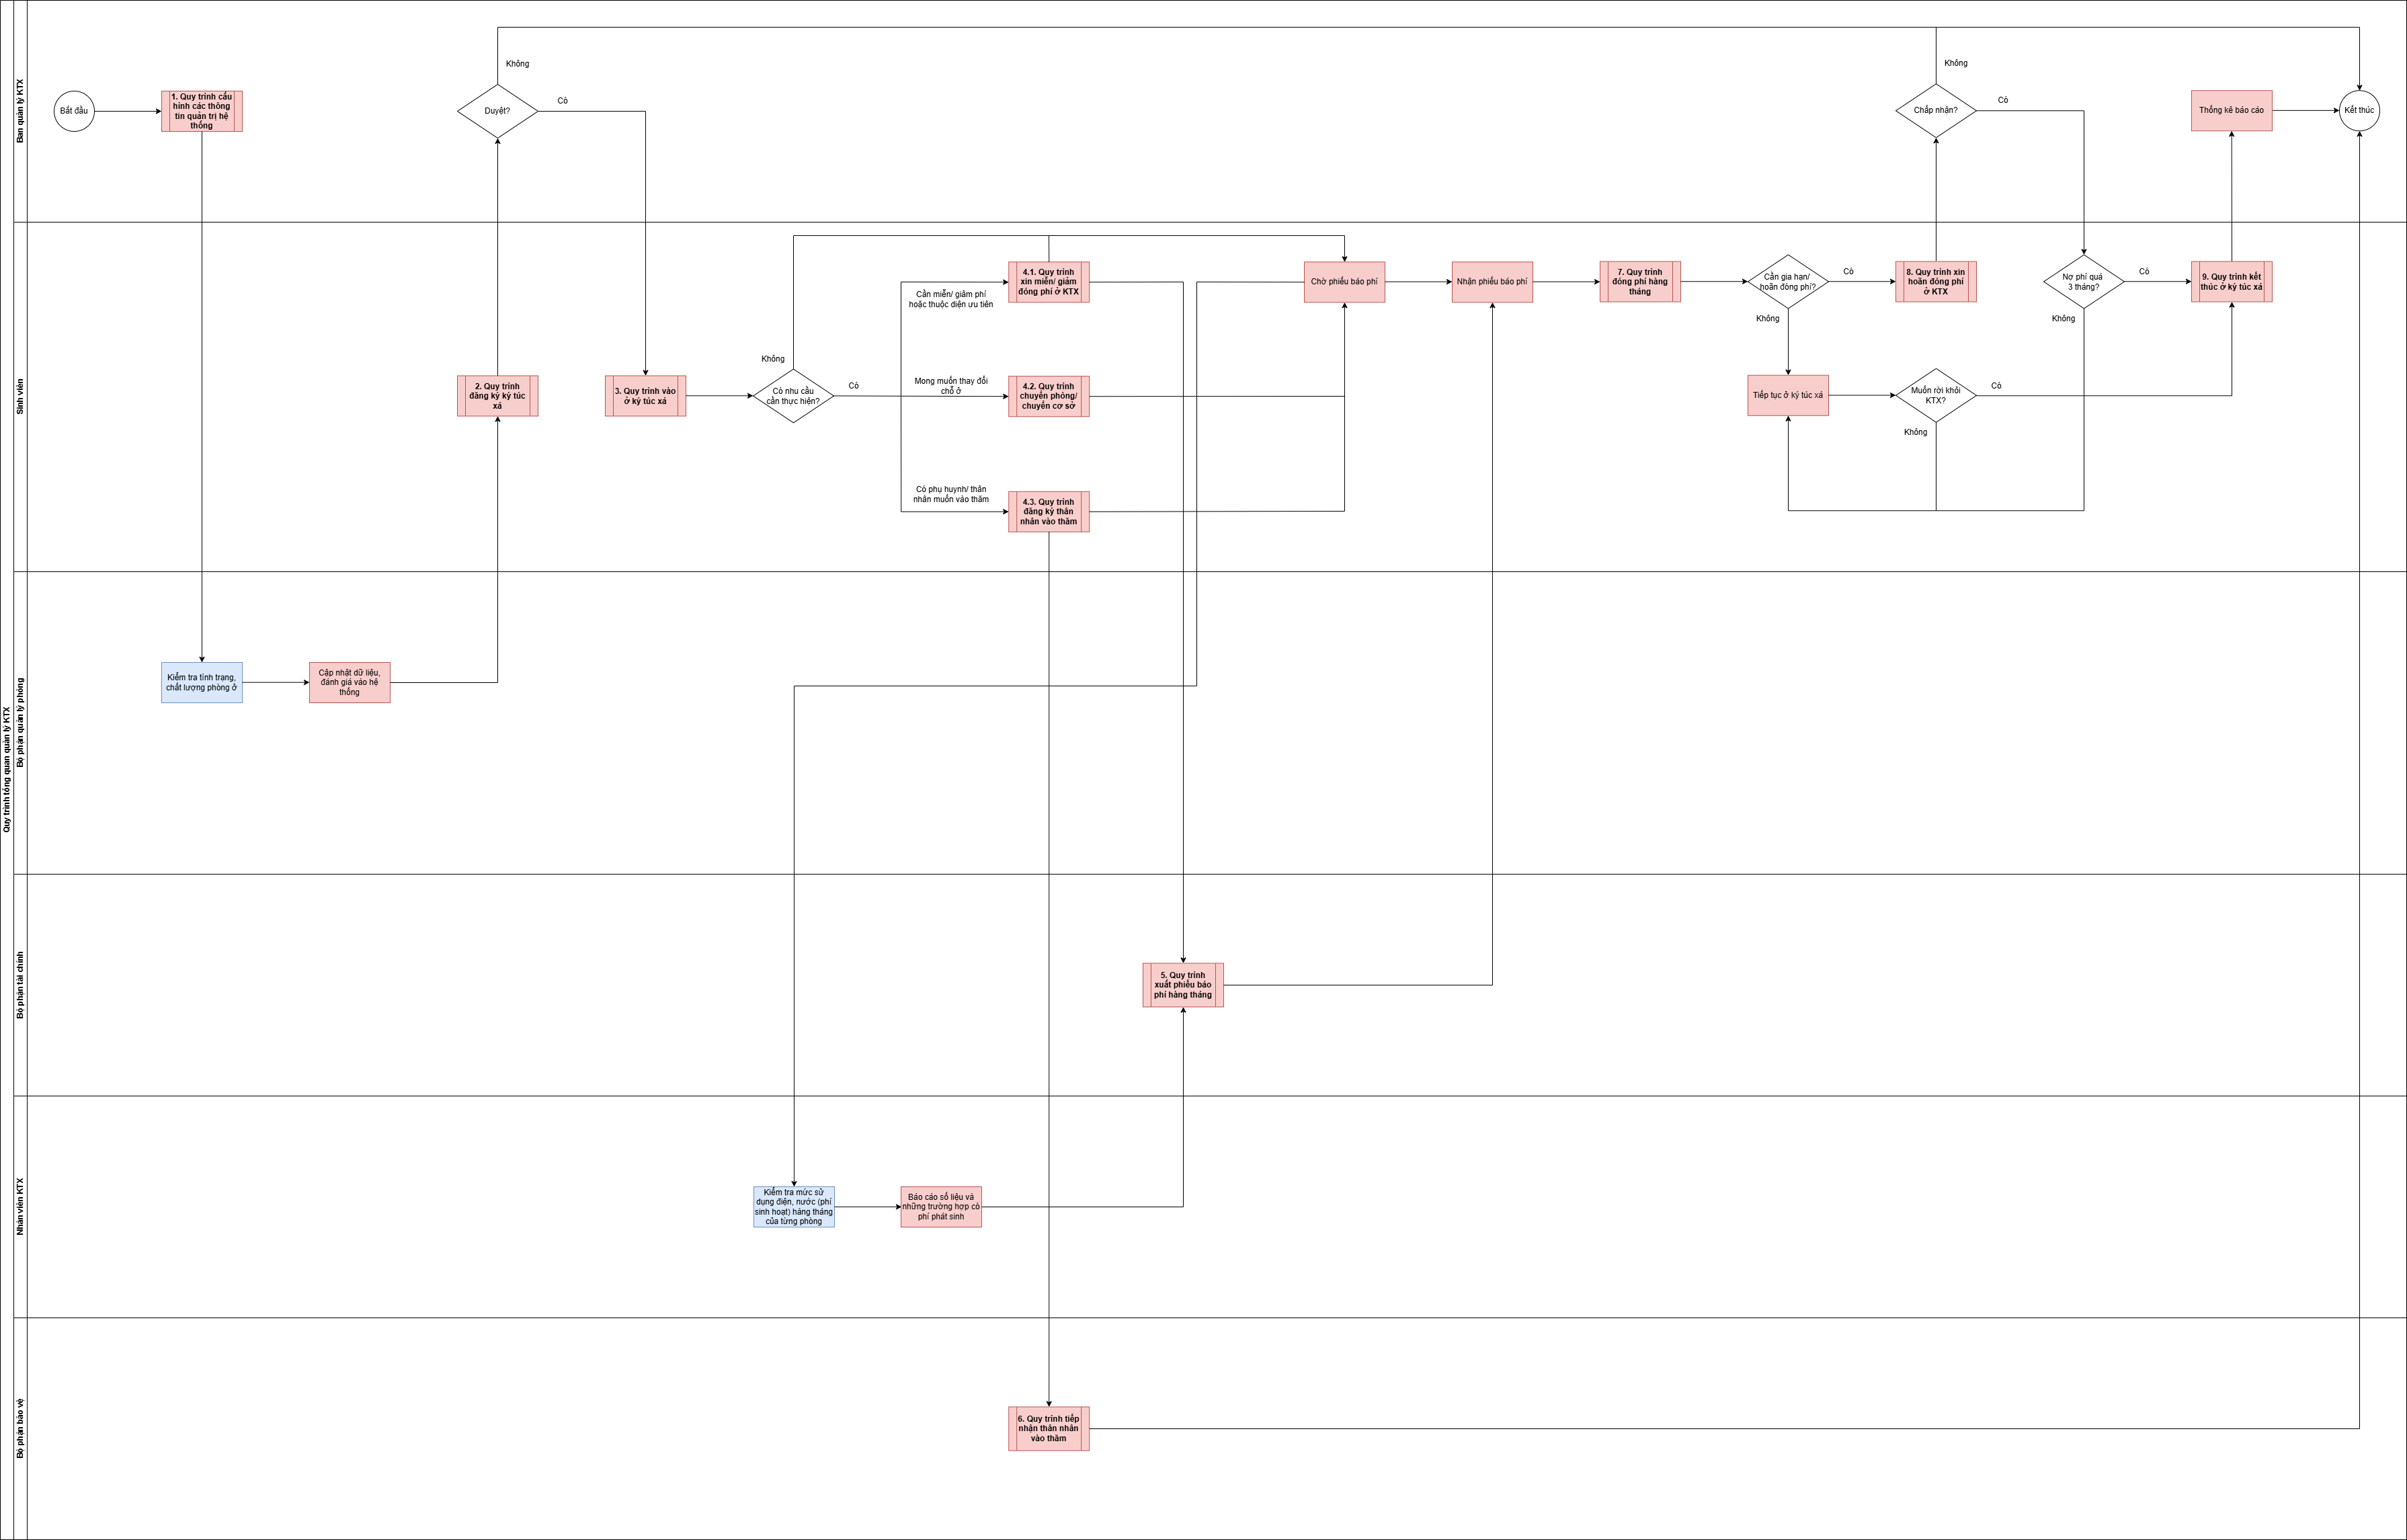 Quy trình tổng quan quản lý KTX
Ban quản lý KTX
Bắt đầu
1. Quy trình cấu
hình các thông
tin quản trị hệ
thống
Không
Duyệt?
Có
Không
Chấp nhận?
Có
Thống kê báo cáo
Kết thúc
Sinh viên
2. Quy trình
đăng ký ký túc
xá
3. Quy trình vào
ở ký túc xá
Không
Có nhu cầu
cần thực hiện?
Có
Cần miễn/ giảm phí
hoặc thuộc diện ưu tiên
4.1. Quy trình
xin miễn/ giảm
đóng phí ở KTX
Mong muốn thay đổi
chỗ ở
4.2. Quy trình
chuyển phòng/
chuyển cơ sở
Có phụ huynh/ thân
nhân muốn vào thăm
4.3. Quy trình
đăng ký thân
nhân vào thăm
Chờ phiếu báo phí
Nhận phiếu báo phí
7. Quy trình
đóng phí hàng
tháng
Cần gia hạn/
hoãn đóng phí?
Có
Không
8. Quy trình xin
hoãn đóng phí
ở KTX
Nợ phí quá
3 tháng?
Có
Không
9. Quy trình kết
thúc ở ký túc xá
Tiếp tục ở ký túc xá
Muốn rời khỏi
KTX?
Có
Không
Bộ phận quản lý phòng
Kiểm tra tình trạng,
chất lượng phòng ở
Cập nhật dữ liệu,
đánh giá vào hệ
thống
Bộ phận tài chính
5. Quy trình
xuất phiếu báo
phí hàng tháng
Nhân viên KTX
Kiểm tra mức sử
dụng điện, nước (phí
sinh hoạt) hàng tháng
của từng phòng
Báo cáo số liệu và
những trường hợp có
phí phát sinh
Bộ phận bảo vệ
6. Quy trình tiếp
nhận thân nhân
vào thăm